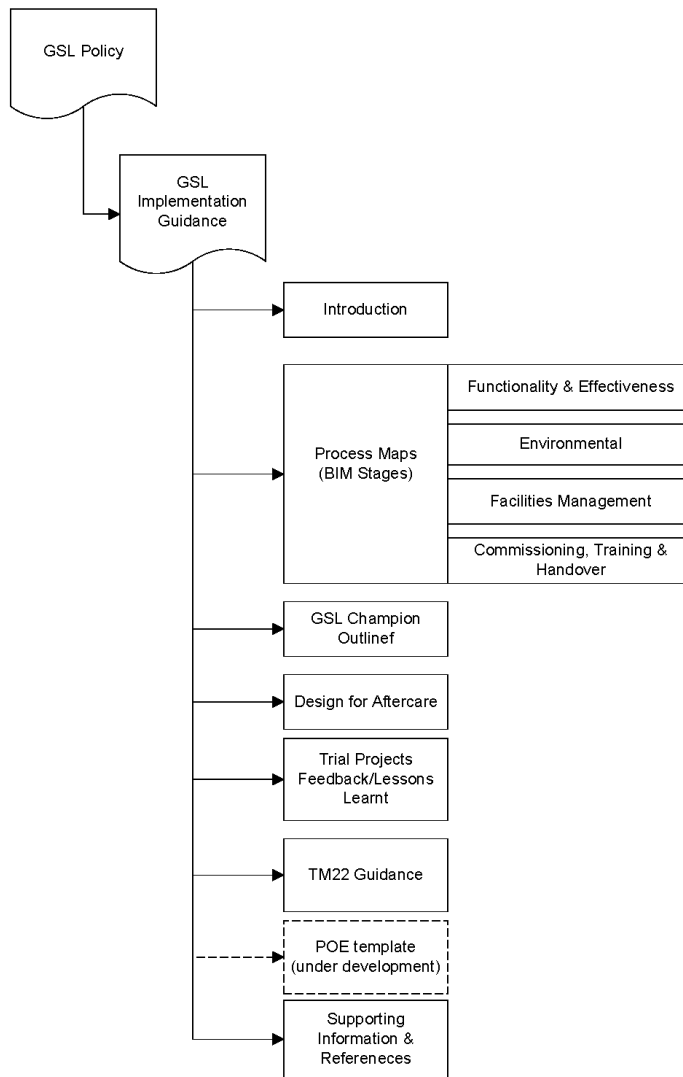 GSL Policy
GSL
Implementation
Guidance
Introduction
Process Maps
(BIM Stages)
Functionality & Effectiveness
Environmental
Facilities Management
Commissioning, Training &
Handover
GSL Champion
Outlinef
Design for Aftercare
Trial Projects
Feedback/Lessons
Learnt
TM22 Guidance
POE template
(under development)
Supporting
Information &
Refereneces